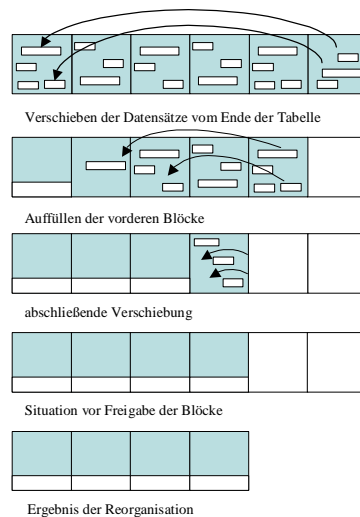 Verschieben der Datensätze vom Ende der Tabelle
Auffüllen der vorderen Blöcke
abschließende Verschiebung
Situation vor Freigabe der Blöcke
Ergebnis der Reorganisation